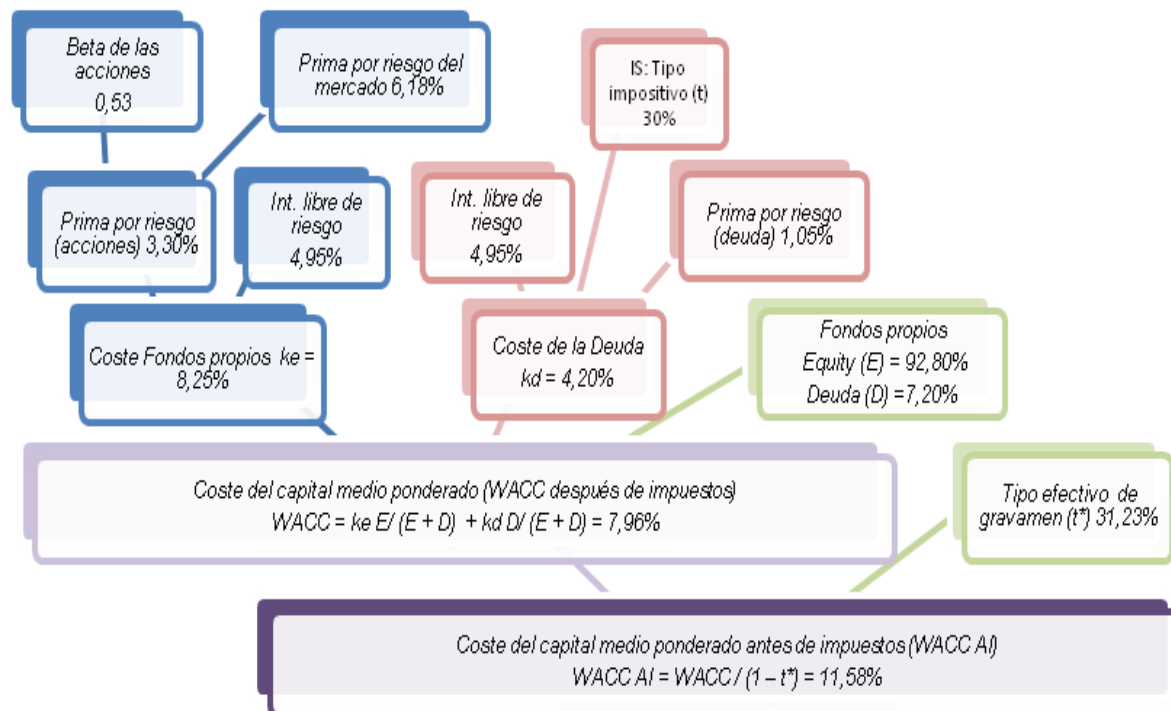 Beta de las
acciones
0,53
Prima por riesgo del
mercado 6,18%
IS: Tipo
impositivo (t)
30%
Prima por riesgo
(acciones) 3,30%
Int. libre de
riesgo
4,95%
Int. libre de
riesgo
4,95%
Prima por riesgo
(deuda) 1,05%
Coste Fondos propios ke =
8,25%
Coste de la Deuda
kd = 4,20%
Fondos propios
Equity (E) = 92,80%
Deuda (D) =7,20%
Coste del capital medio ponderado (WACC después de impuestos)
WACC = ke E/ (E + D) + kd D/ (E + D) = 7,96%
Tipo efectivo de
gravamen (t*) 31,23%
Coste del capital medio ponderado antes de impuestos (WACC AI)
WACC AI = WACC / (1 – t*) = 11,58%